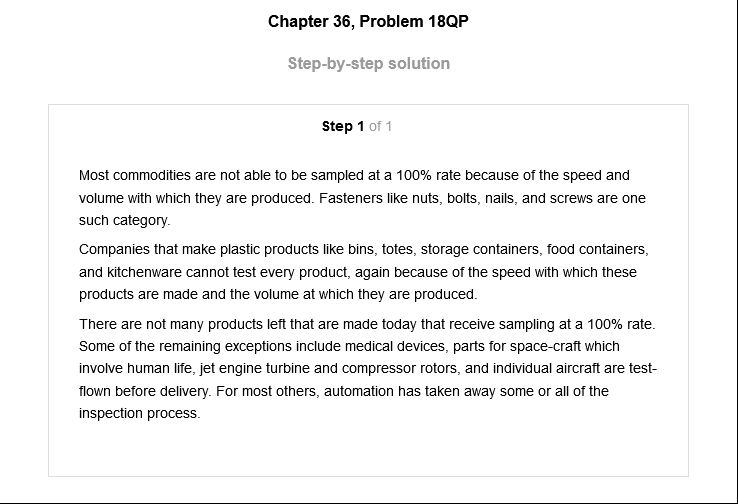 Chapter 36, Problem 18QP
Step-by-step solution
Step 1 of 1
Most commodities are not able to be sampled at a 100% rate because of the speed and
volume with which they are produced. Fasteners like nuts, bolts, nails, and screws are one
such category.
Companies that make plastic products like bins, totes, storage containers, food containers,
and kitchenware cannot test every product, again because of the speed with which these
products are made and the volume at which they are produced.
There are not many products left that are made today that receive sampling at a 100% rate.
Some of the remaining exceptions include medical devices, parts for space-craft which
involve human life, jet engine turbine and compressor rotors, and individual aircraft are test-
flown before delivery. For most others, automation has taken away some or all of the
inspection process.